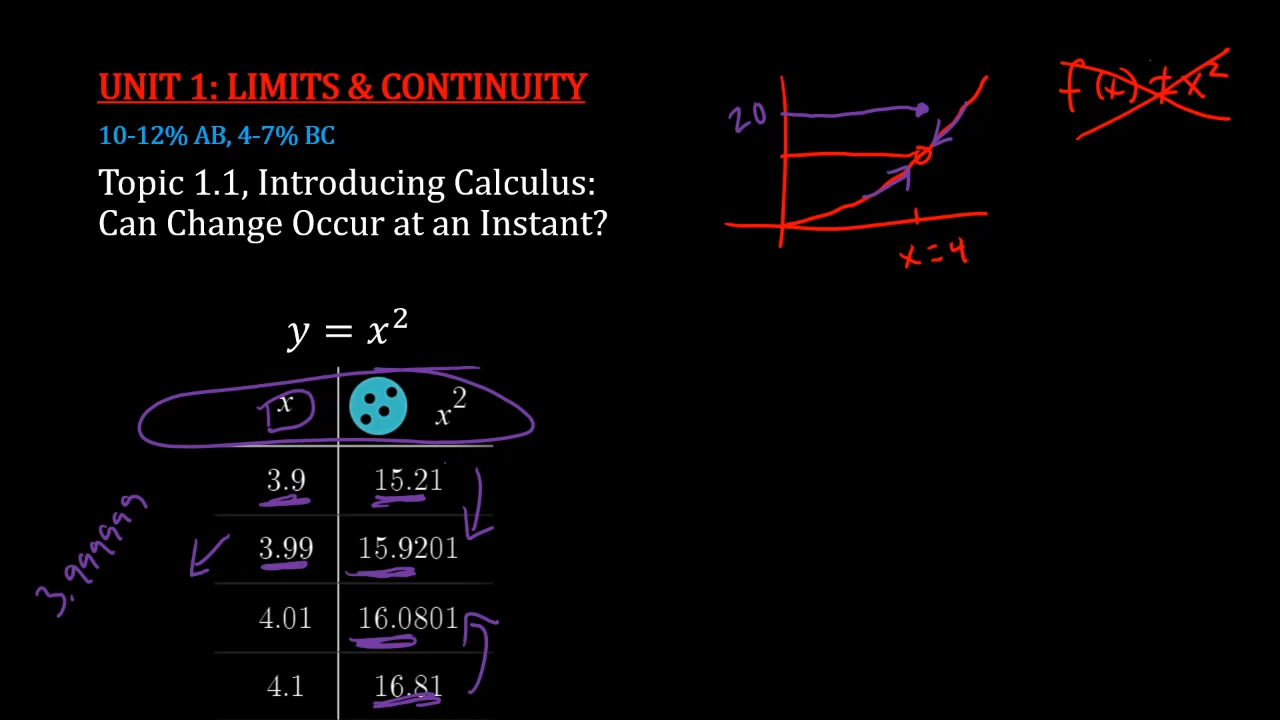 UNIT 1: LIMITS & CONTINUITY
10-12% AB, 4-7% BC
Topic 1.1, Introducing Calculus:
Can Change Occur at an Instant?
20
x=4
f(x) ≠ x²
y = x²
x x²
3.9 15.21
3.99 15.9201
4.01 16.0801
4.1 16.81
3.999999